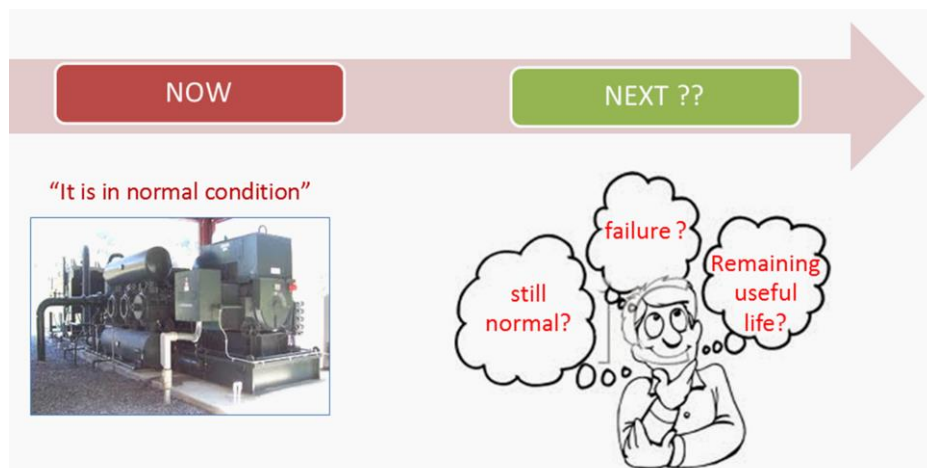 NOW
NEXT ??
“It is in normal condition”
failure ?
still
normal?
Remaining
useful
life?